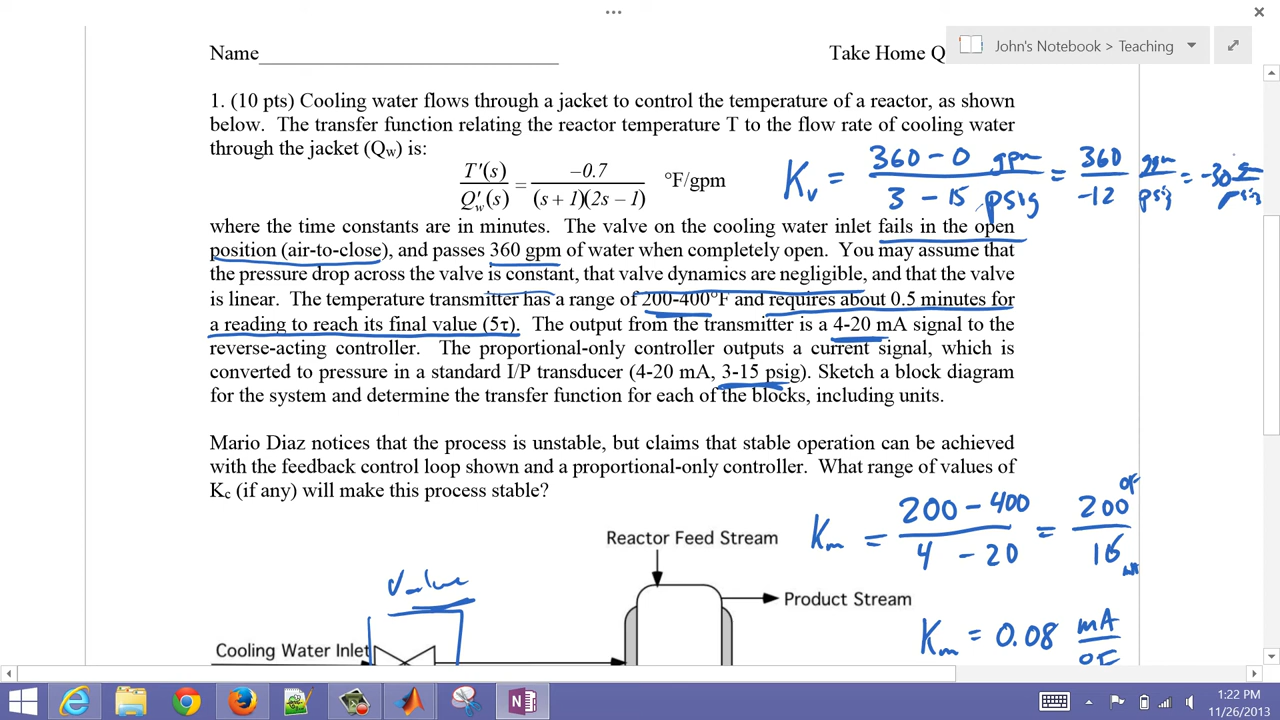 John's Notebook > Teaching
Name Take Home Q
1. (10 pts) Cooling water flows through a jacket to control the temperature of a reactor, as shown
below. The transfer function relating the reactor temperature T to the flow rate of cooling water
through the jacket (Qw) is:
T'(s) / Q'w(s) = −0.7 / (s + 1)(2s − 1) °F/gpm
Kv = 360 − 0 gpm / 3 − 15 psig = 360 / -12 gpm / psig = -30 / psig
where the time constants are in minutes. The valve on the cooling water inlet fails in the open
position (air-to-close), and passes 360 gpm of water when completely open. You may assume that
the pressure drop across the valve is constant, that valve dynamics are negligible, and that the valve
is linear. The temperature transmitter has a range of 200-400°F and requires about 0.5 minutes for
a reading to reach its final value (5τ). The output from the transmitter is a 4-20 mA signal to the
reverse-acting controller. The proportional-only controller outputs a current signal, which is
converted to pressure in a standard I/P transducer (4-20 mA, 3-15 psig). Sketch a block diagram
for the system and determine the transfer function for each of the blocks, including units.
Mario Diaz notices that the process is unstable, but claims that stable operation can be achieved
with the feedback control loop shown and a proportional-only controller. What range of values of
Kc (if any) will make this process stable?
Km = 200 − 400 / 4 − 20 = 200 °F / 16
Reactor Feed Stream
Valve
Product Stream
Km = 0.08 mA / °F
Cooling Water Inlet
1:22 PM
11/26/2013